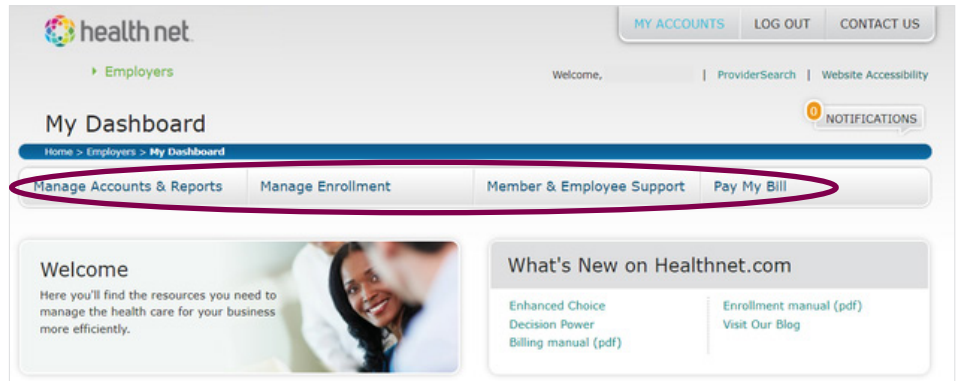 health net.
MY ACCOUNTS LOG OUT CONTACT US
Employers
Welcome, | ProviderSearch | Website Accessibility
My Dashboard
0 NOTIFICATIONS
Home > Employers > My Dashboard
Manage Accounts & Reports Manage Enrollment Member & Employee Support Pay My Bill
Welcome
Here you'll find the resources you need to
manage the health care for your business
more efficiently.
What's New on Healthnet.com
Enhanced Choice
Decision Power
Billing manual (pdf)
Enrollment manual (pdf)
Visit Our Blog